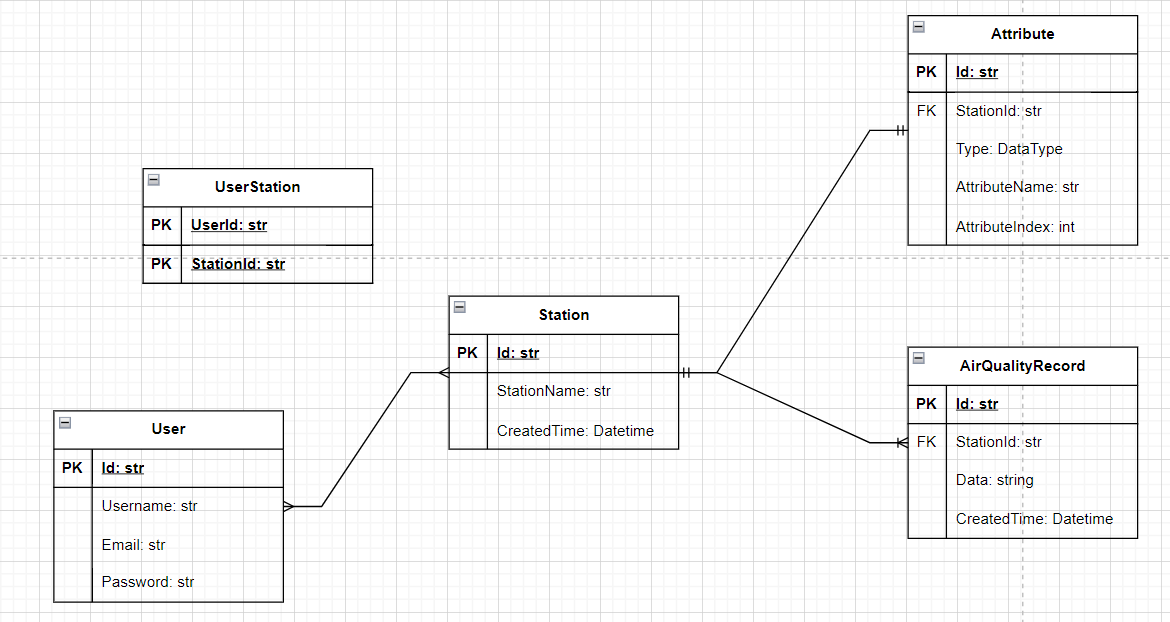 Attribute
PK Id: str
FK StationId: str
Type: DataType
AttributeName: str
AttributeIndex: int
UserStation
PK UserId: str
PK StationId: str
Station
PK Id: str
StationName: str
CreatedTime: Datetime
AirQualityRecord
PK Id: str
FK StationId: str
Data: string
CreatedTime: Datetime
User
PK Id: str
Username: str
Email: str
Password: str